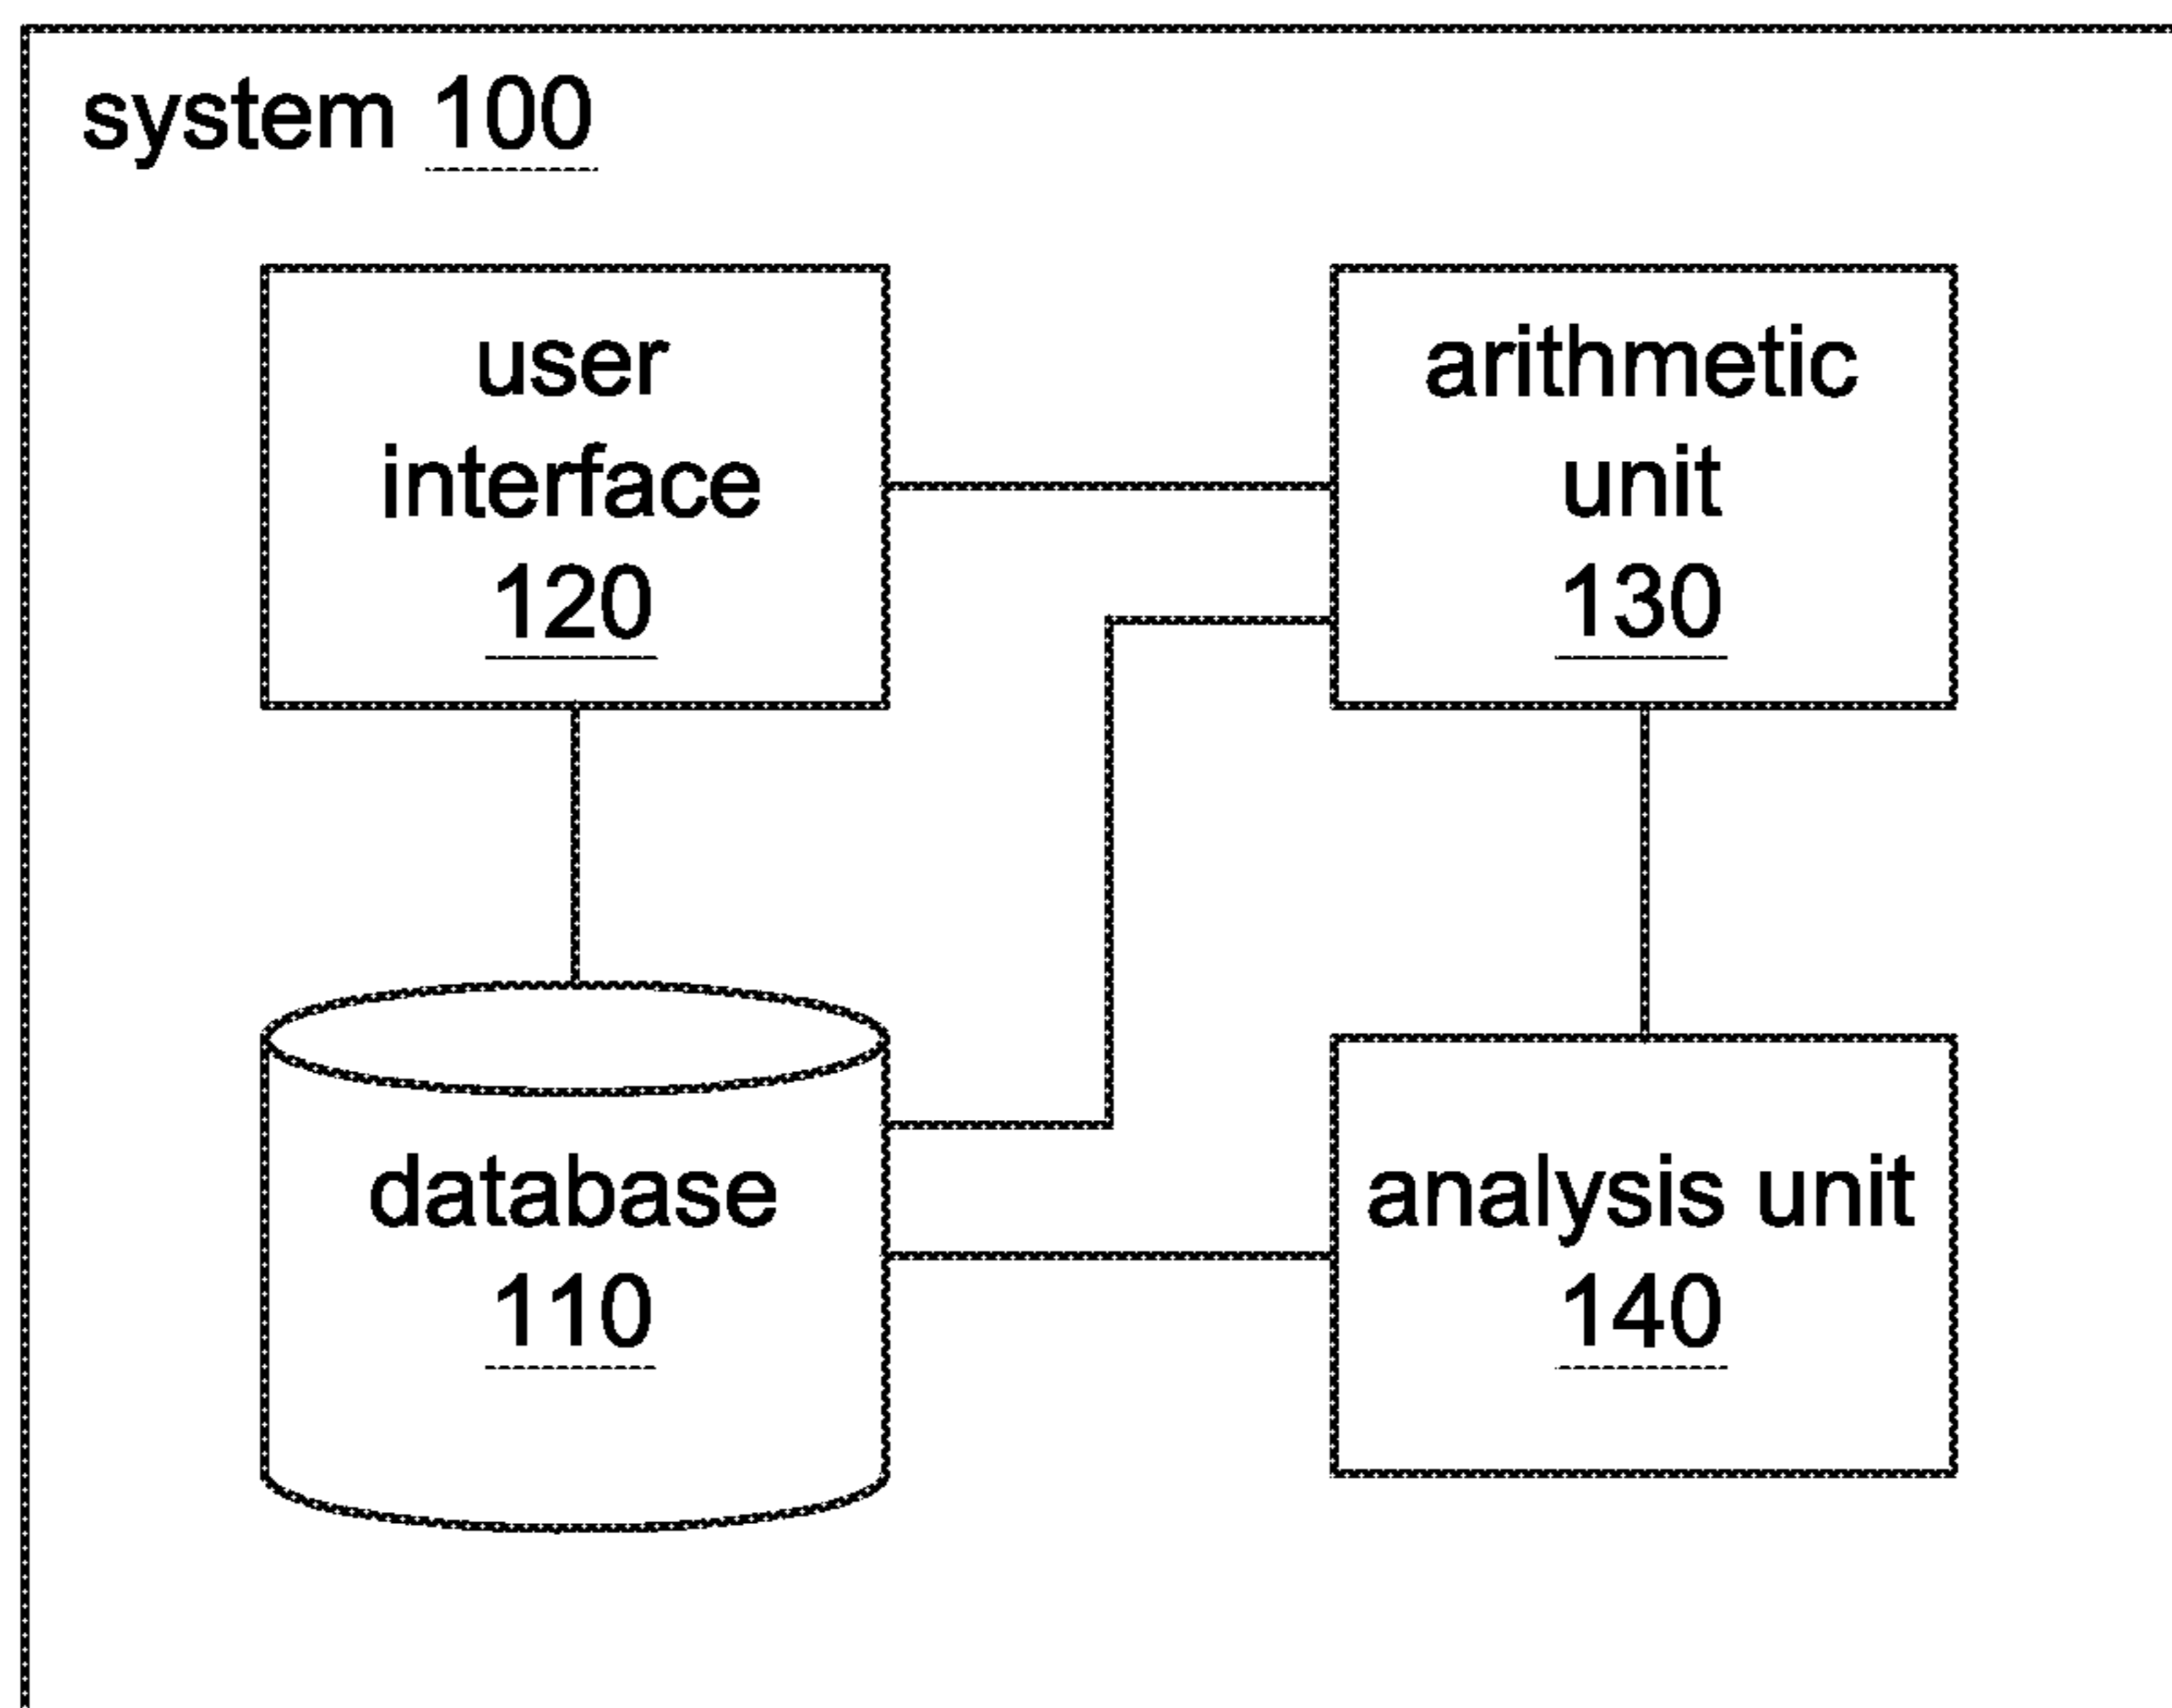 system 100
user
interface
120
arithmetic
unit
130
database
110
analysis unit
140